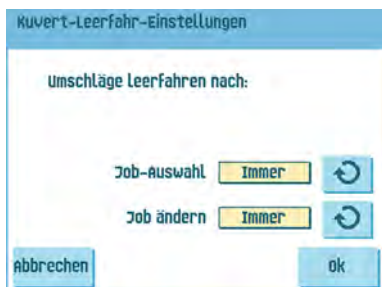 Kuvert-Leerfahr-Einstellungen
Umschläge leerfahren nach:
Job-Auswahl Immer
Job ändern Immer
Abbrechen Ok